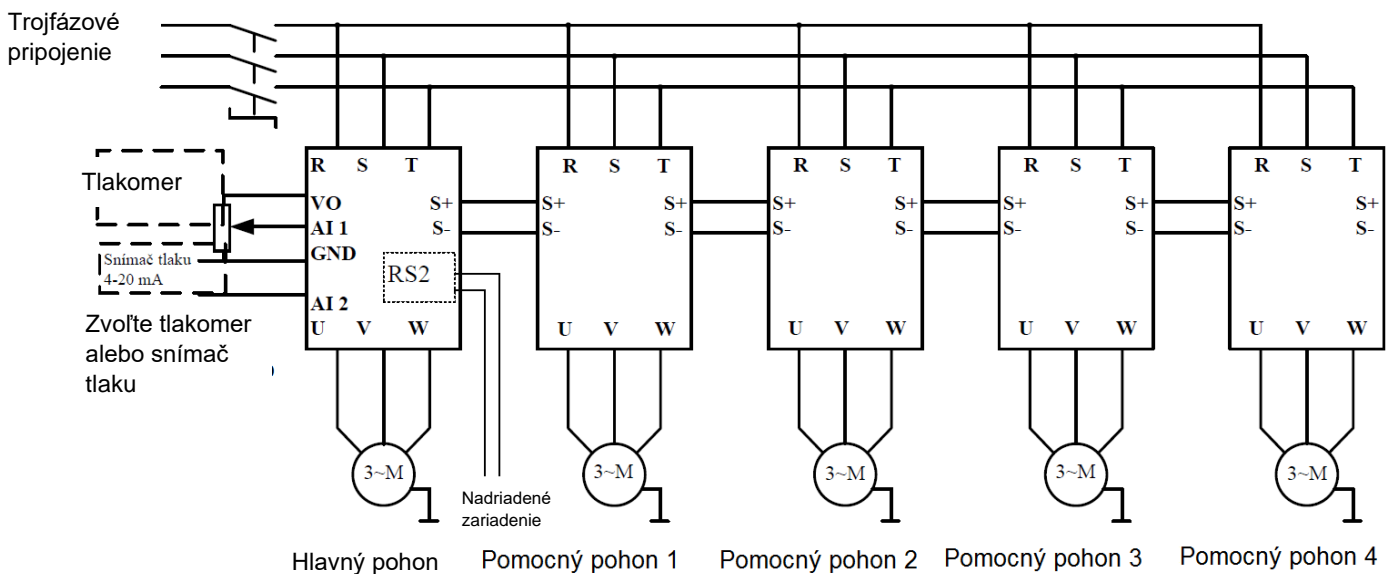 Trojfázové
pripojenie
R S T
R S T
R S T
R S T
R S T
Tlakomer
VO
AI 1
GND
AI 2
S+
S-
S+
S-
S+
S-
S+
S-
S+
S-
S+
S-
S+
S-
S+
S-
S+
S-
Snímač tlaku
4-20 mA
RS2
Zvoľte tlakomer
alebo snímač
tlaku
U V W
U V W
U V W
U V W
U V W
3~M
3~M
3~M
3~M
3~M
Nadriadené
zariadenie
Hlavný pohon
Pomocný pohon 1
Pomocný pohon 2
Pomocný pohon 3
Pomocný pohon 4